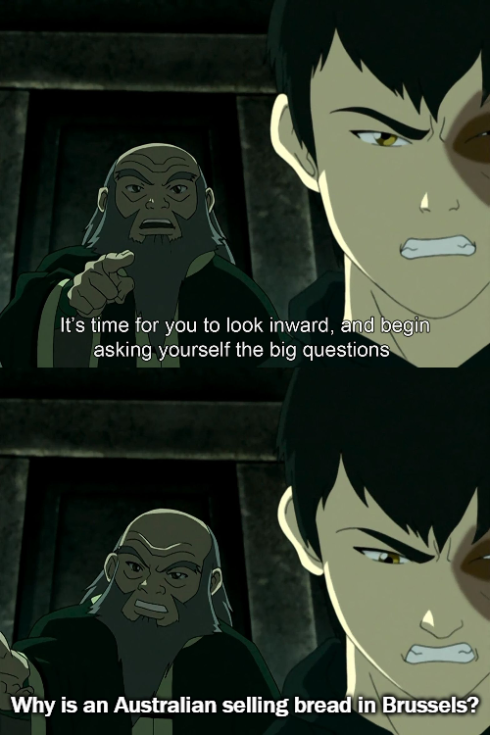 It's time for you to look inward, and begin
asking yourself the big questions
Why is an Australian selling bread in Brussels?